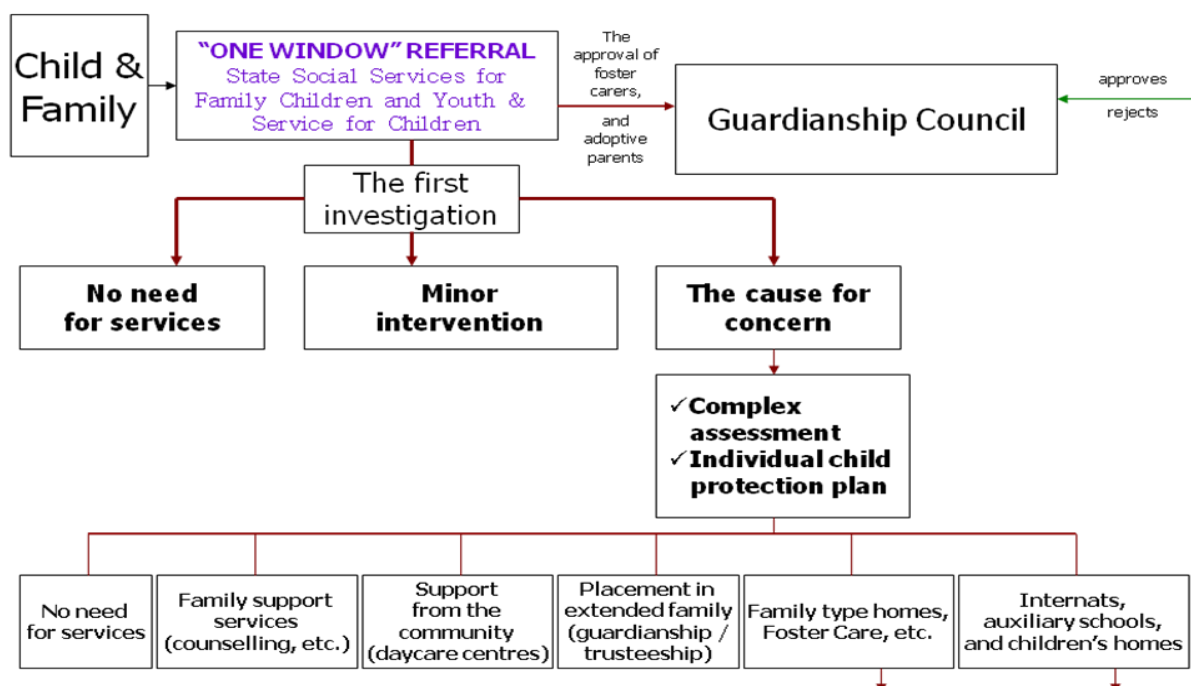 Child &
Family
“ONE WINDOW” REFERRAL
State Social Services for
Family Children and Youth &
Service for Children
The
approval of
foster
carers,
and
adoptive
parents
Guardianship Council
approves
rejects
The first
investigation
No need
for services
Minor
intervention
The cause for
concern
✓Complex
assessment
✓Individual child
protection plan
No need
for services
Family support
services
(counselling, etc.)
Support
from the
community
(daycare centres)
Placement in
extended family
(guardianship /
trusteeship)
Family type homes,
Foster Care, etc.
Internats,
auxiliary schools,
and children’s homes